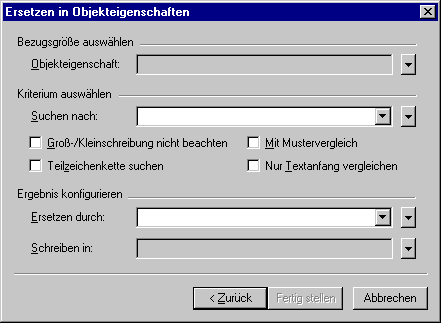 Ersetzen in Objekteigenschaften
Bezugsgröße auswählen
Objekteigenschaft:
Kriterium auswählen
Suchen nach:
Groß-/Kleinschreibung nicht beachten
Mit Mustervergleich
Teilzeichenkette suchen
Nur Textanfang vergleichen
Ergebnis konfigurieren
Ersetzen durch:
Schreiben in:
< Zurück
Fertig stellen
Abbrechen